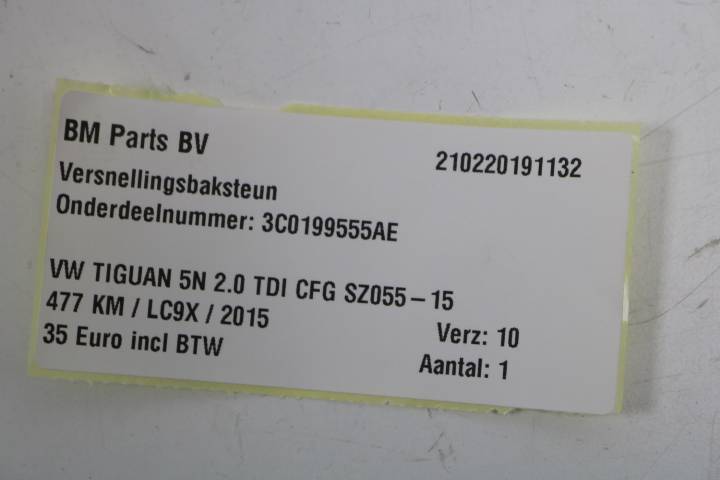 BM Parts BV
210220191132
Versnellingsbaksteun
Onderdeelnummer: 3C0199555AE
VW TIGUAN 5N 2.0 TDI CFG SZ055-15
477 KM / LC9X / 2015
Verz: 10
35 Euro incl BTW
Aantal: 1